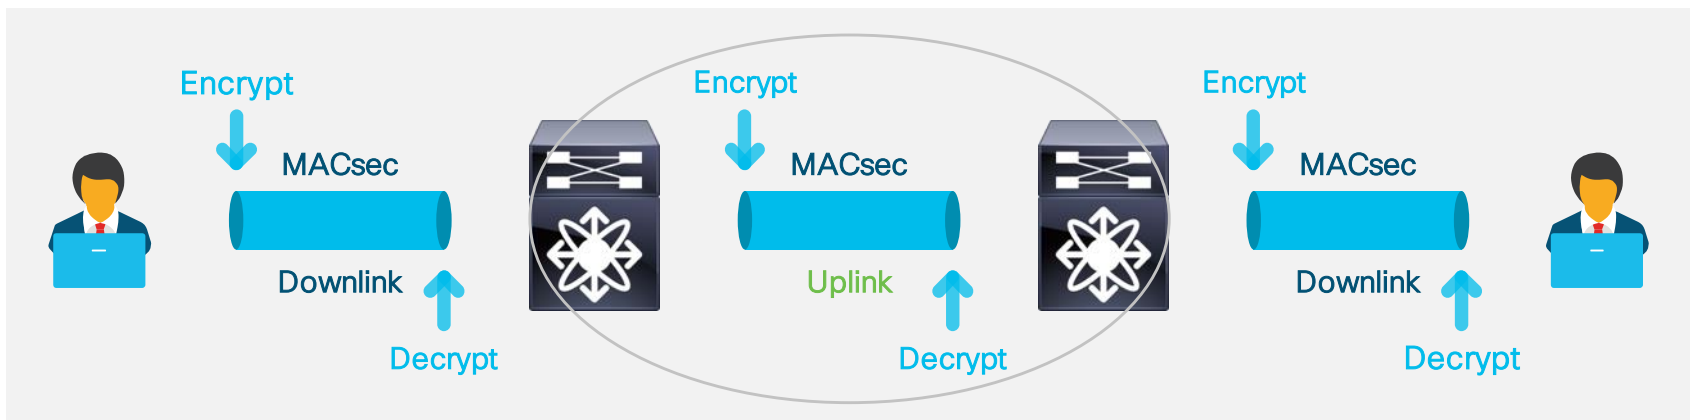 Encrypt
Encrypt
Encrypt
MACsec
MACsec
MACsec
Downlink
Uplink
Downlink
Decrypt
Decrypt
Decrypt